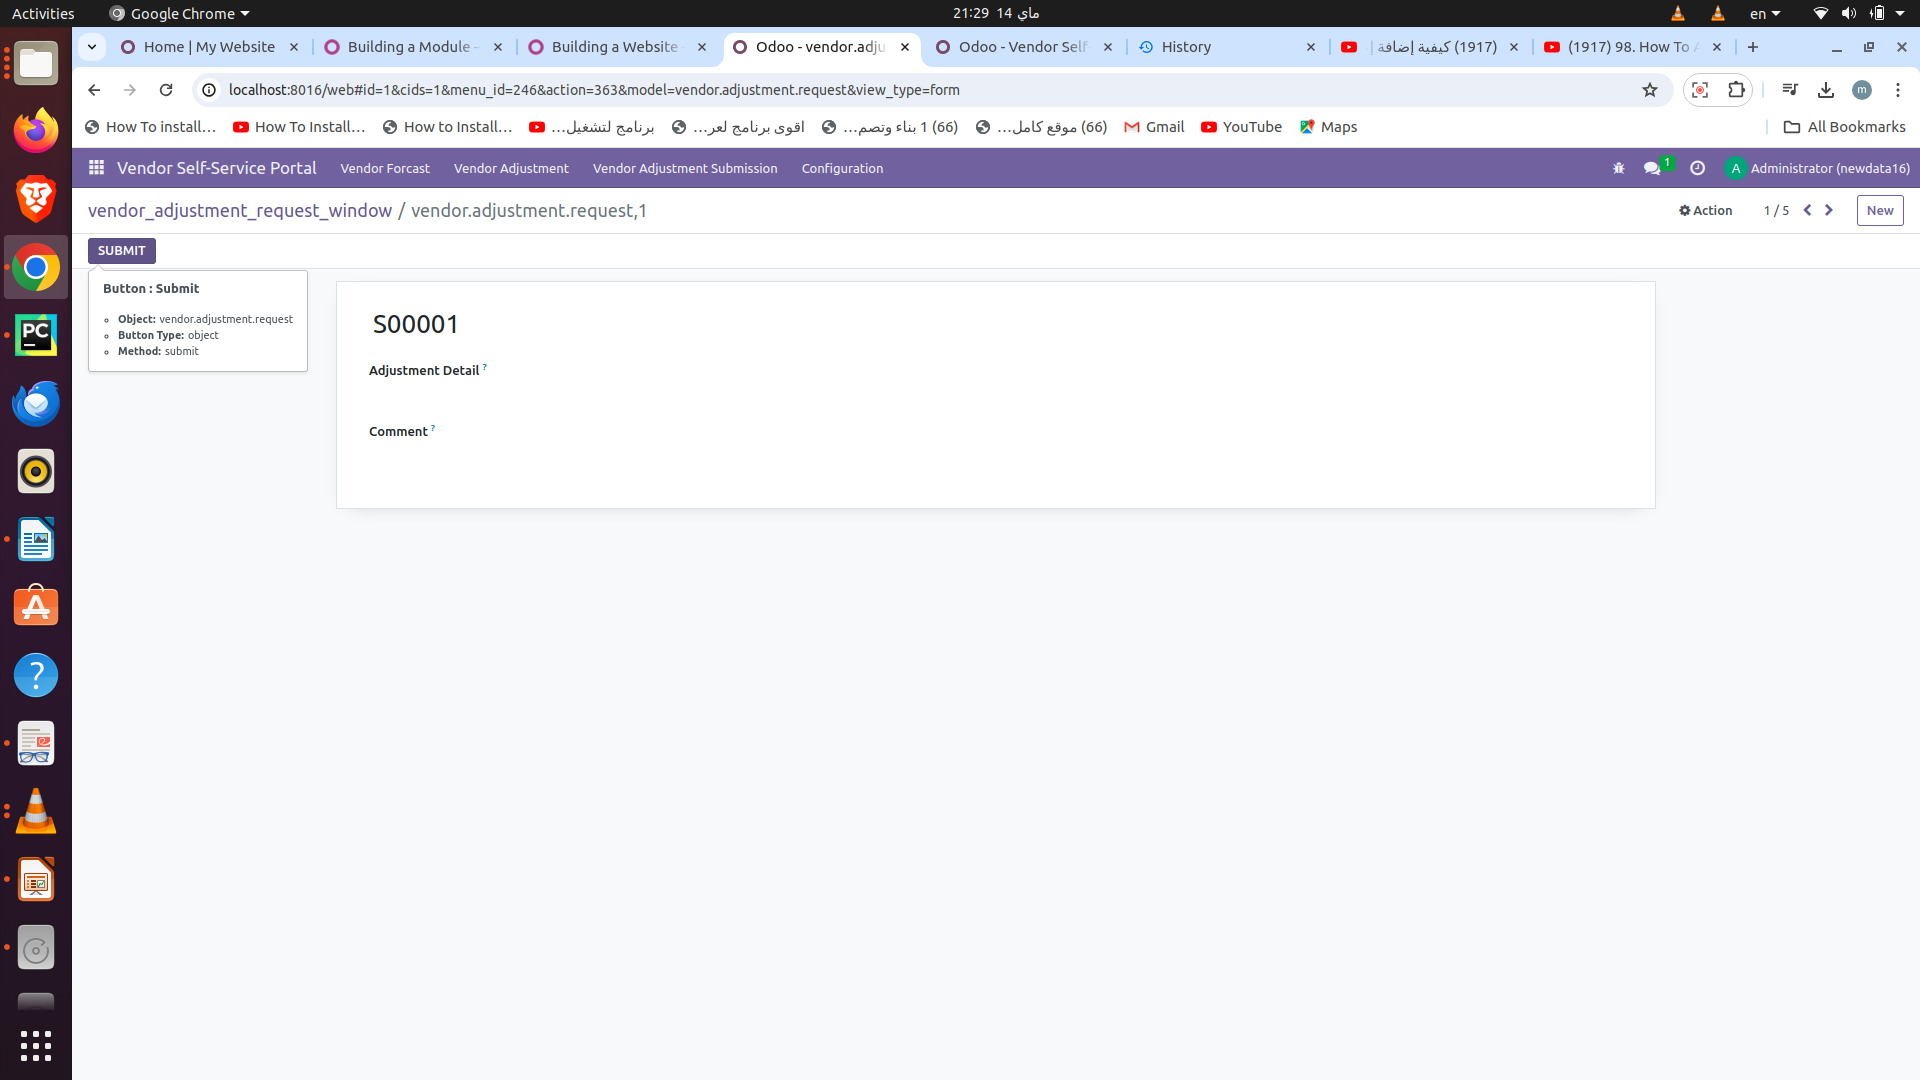 Activities
Google Chrome
21:29 14 ماي
en
Home | My Website
Building a Module -
Building a Website -
Odoo - vendor.adju
Odoo - Vendor Self
History
(1917) كيفية إضافة |
(1917) 98. How To A
localhost:8016/web#id=1&cids=1&menu_id=246&action=363&model=vendor.adjustment.request&view_type=form
m
How To install...
How To Install...
How to Install...
برنامج لتشغيل...
اقوى برنامج لعر...
(66) 1 بناء وتصم...
(66) موقع كامل...
Gmail
YouTube
Maps
All Bookmarks
Vendor Self-Service Portal
Vendor Forcast
Vendor Adjustment
Vendor Adjustment Submission
Configuration
1
A
Administrator (newdata16)
vendor_adjustment_request_window / vendor.adjustment.request,1
Action
1 / 5
New
SUBMIT
Button : Submit
Object: vendor.adjustment.request
Button Type: object
Method: submit
S00001
Adjustment Detail ?
Comment ?
PC